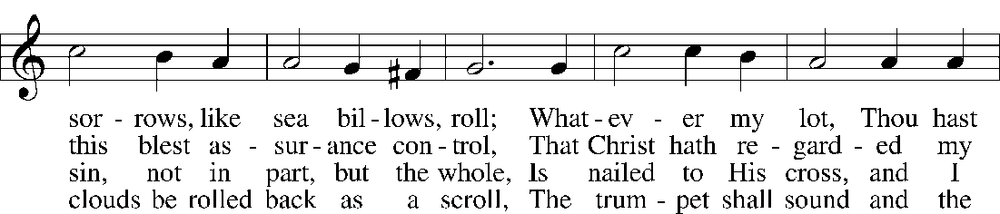 sor - rows, like sea bil - lows, roll; What - ev - er my lot, Thou hast
this blest as - sur - ance con - trol, That Christ hath re - gard - ed my
sin, not in part, but the whole, Is nailed to His cross, and I
clouds be rolled back as a scroll, The trum - pet shall sound and the